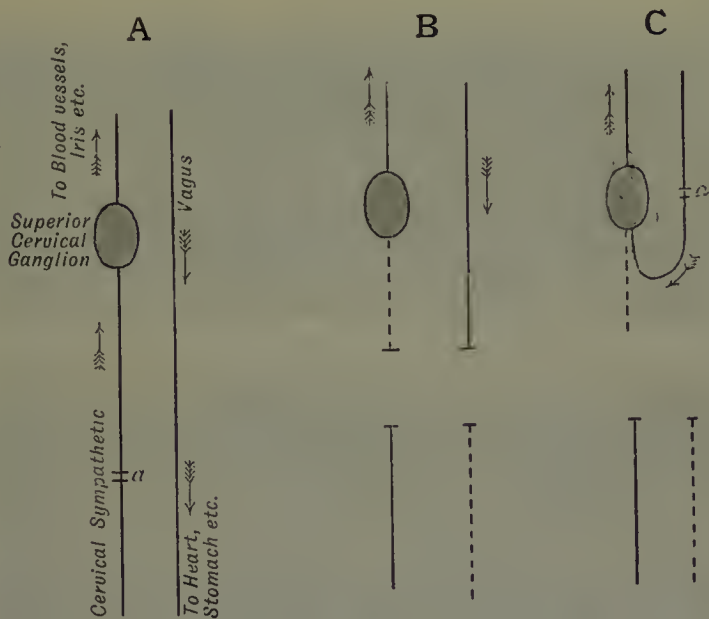 A
B
C
To Blood vessels,
Iris etc.
Superior
Cervical
Ganglion
Vagus
Cervical Sympathetic
a
To Heart,
Stomach etc.
a